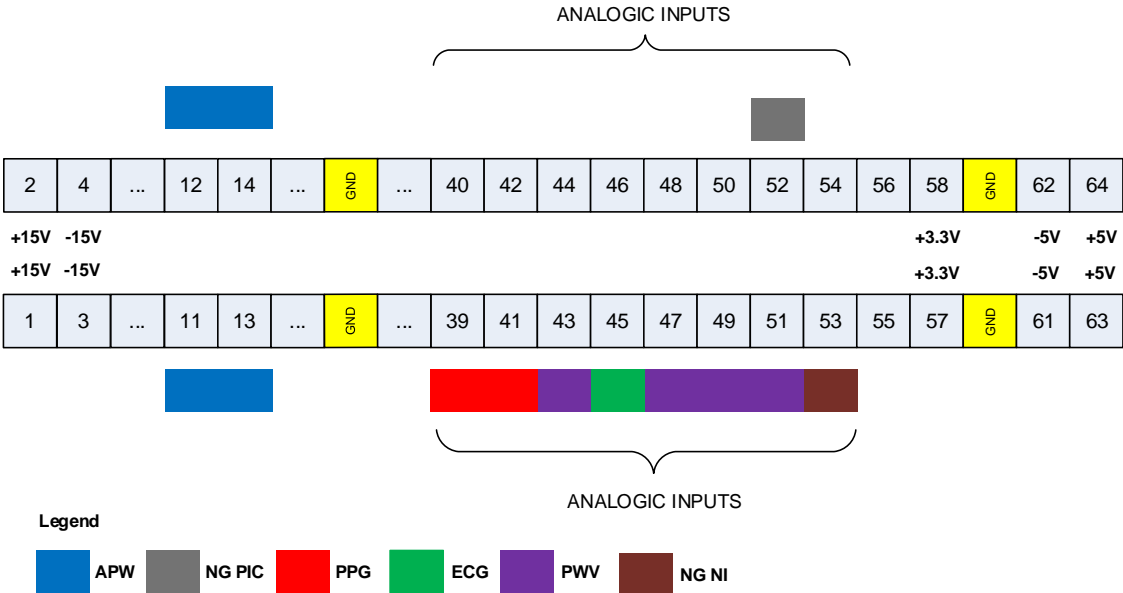 ANALOGIC INPUTS
2 4 ... 12 14 ... GND ... 40 42 44 46 48 50 52 54 56 58 GND 62 64
+15V -15V +3.3V -5V +5V
+15V -15V +3.3V -5V +5V
1 3 ... 11 13 ... GND ... 39 41 43 45 47 49 51 53 55 57 GND 61 63
ANALOGIC INPUTS
Legend
APW NG PIC PPG ECG PWV NG NI